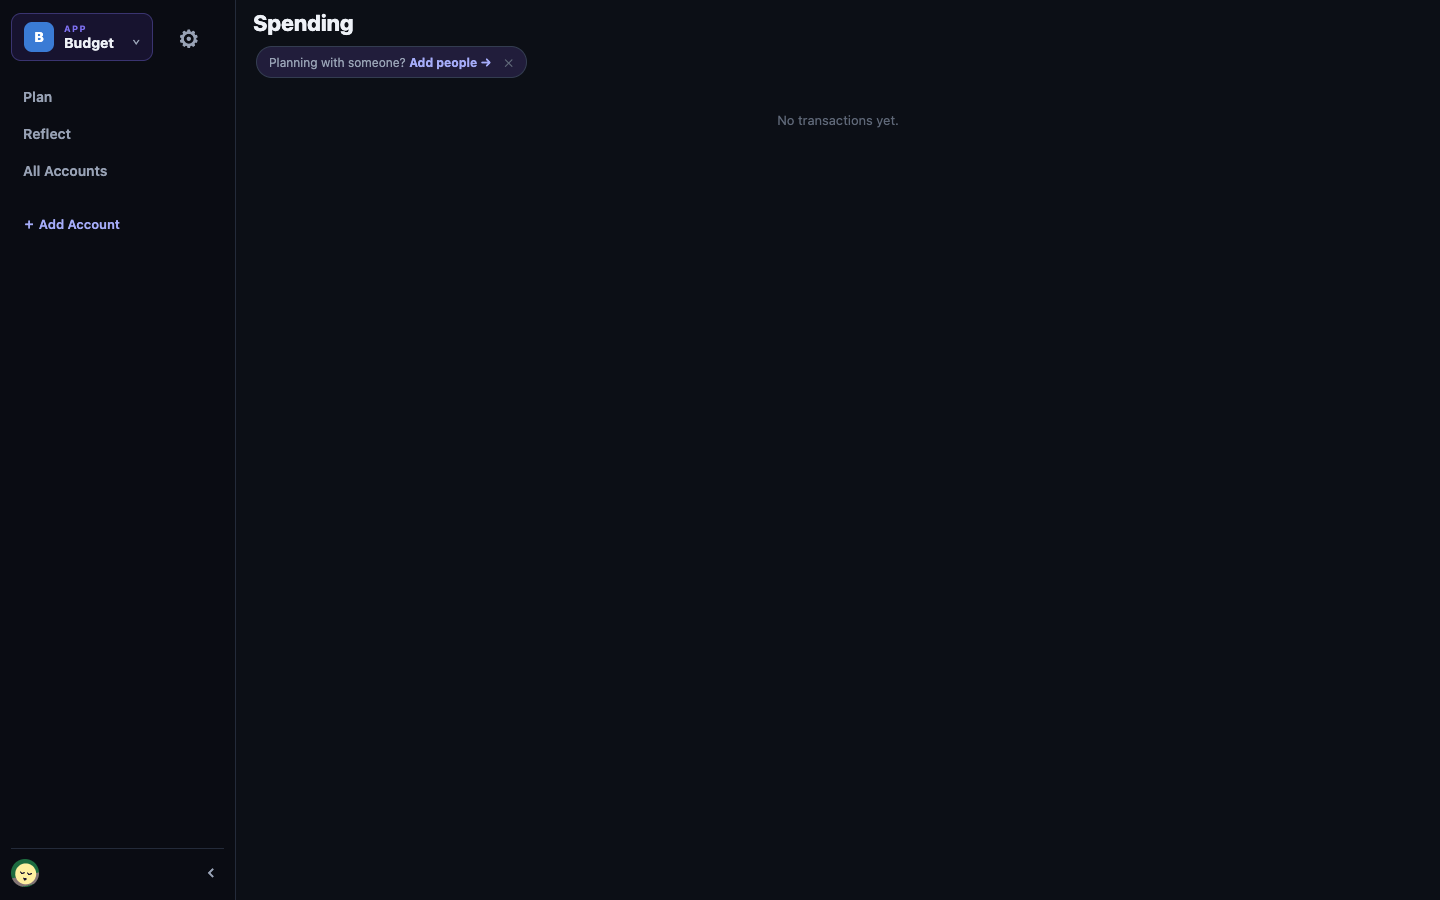 B
APP
Budget
Plan
Reflect
All Accounts
+ Add Account
Spending
Planning with someone? Add people →
No transactions yet.